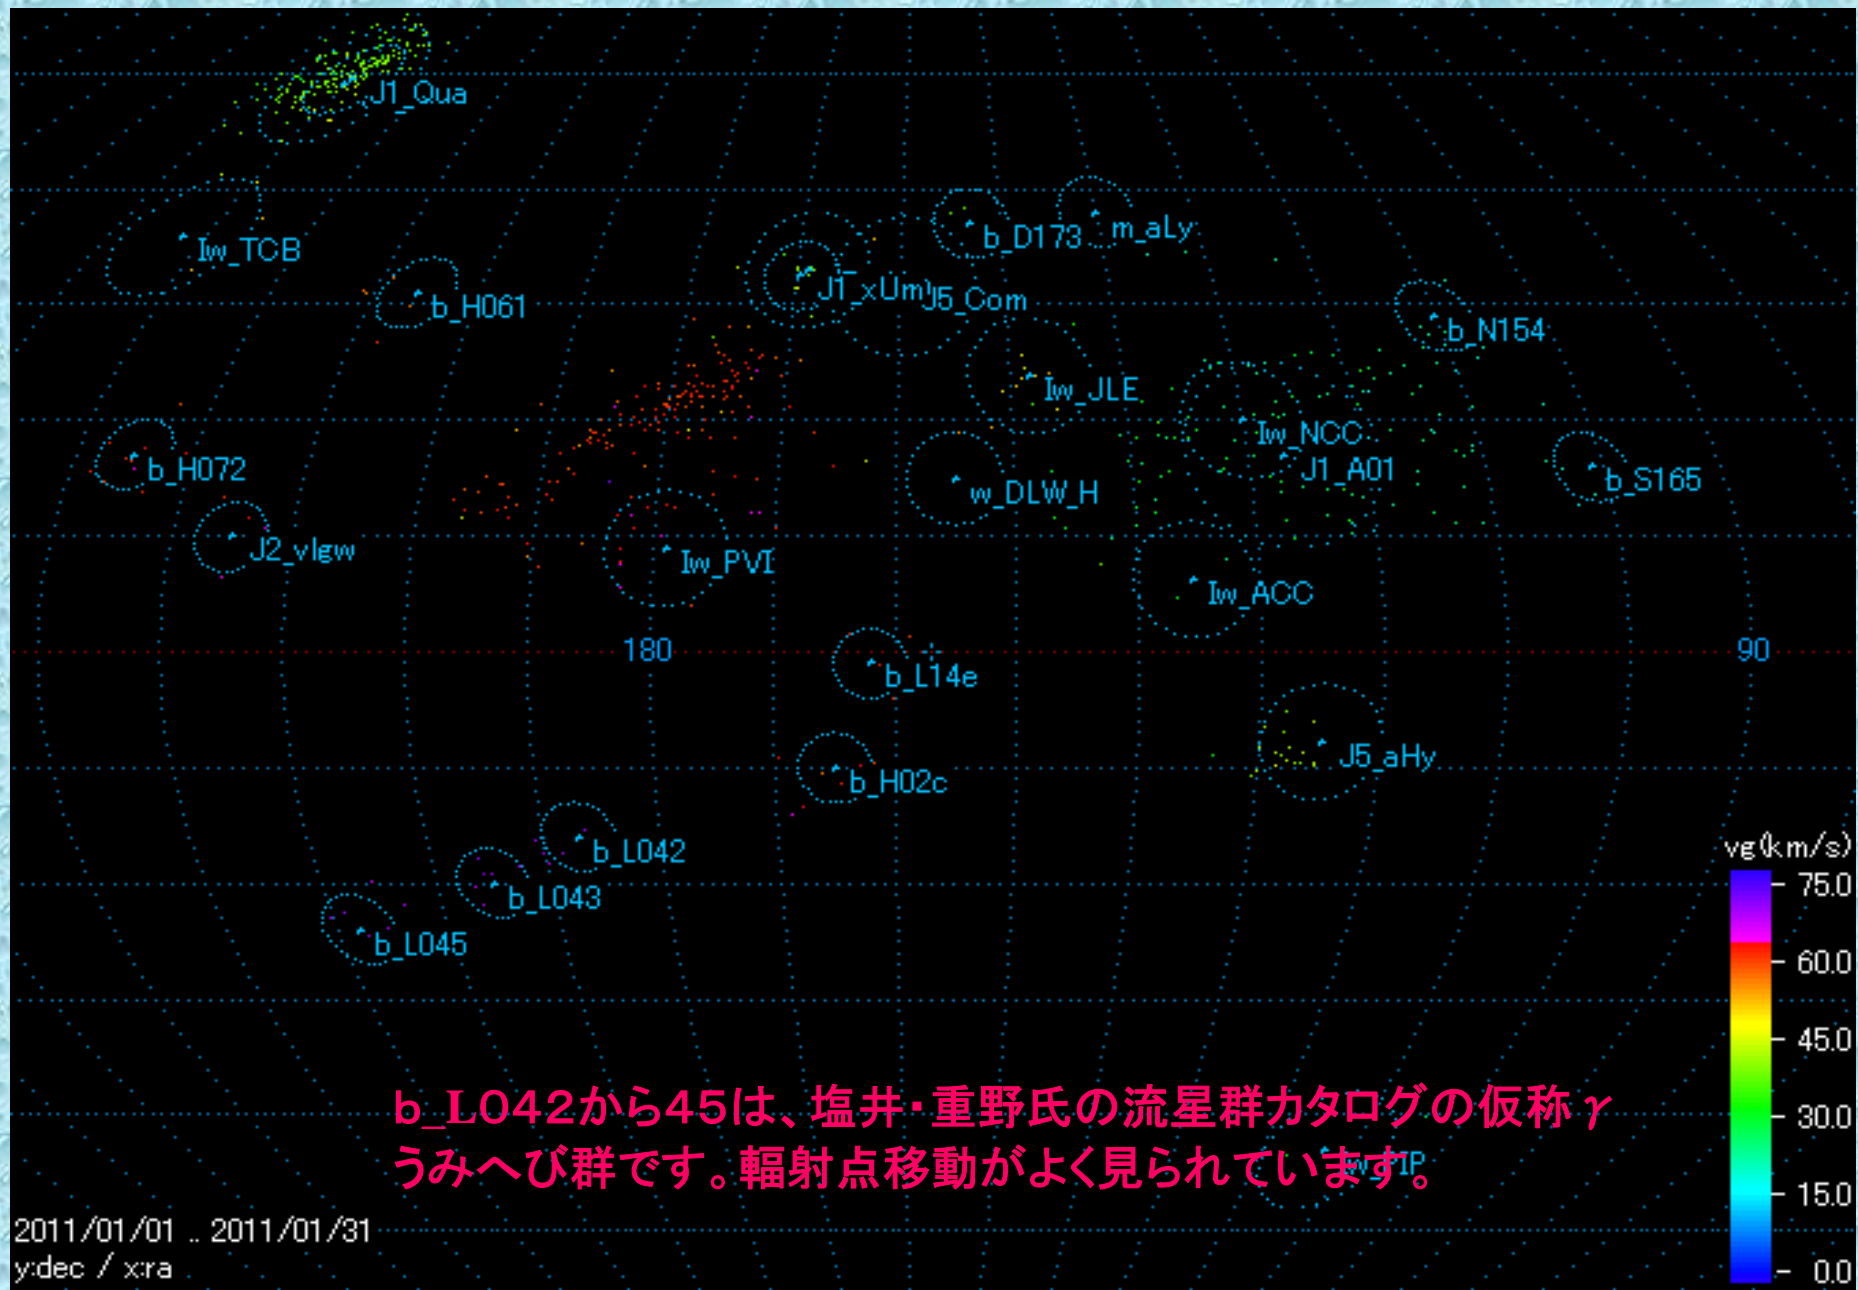 J1_Qua
b_D173
m_aLy
Iw_TCB
b_H061
J1_xUm
J5_Com
b_N154
Iw_JLE
Iw_NCC
J1_A01
b_H072
b_S165
w_DLW_H
J2_vlgw
Iw_PVI
Iw_ACC
180
90
b_L14e
J5_aHy
b_H02c
b_L042
b_L043
b_L045
vg(km/s)
75.0
60.0
45.0
30.0
15.0
0.0
b_L042から45は、塩井・重野氏の流星群カタログの仮称γ
うみへび群です。輻射点移動がよく見られています。
2011/01/01 .. 2011/01/31
y:dec / x:ra